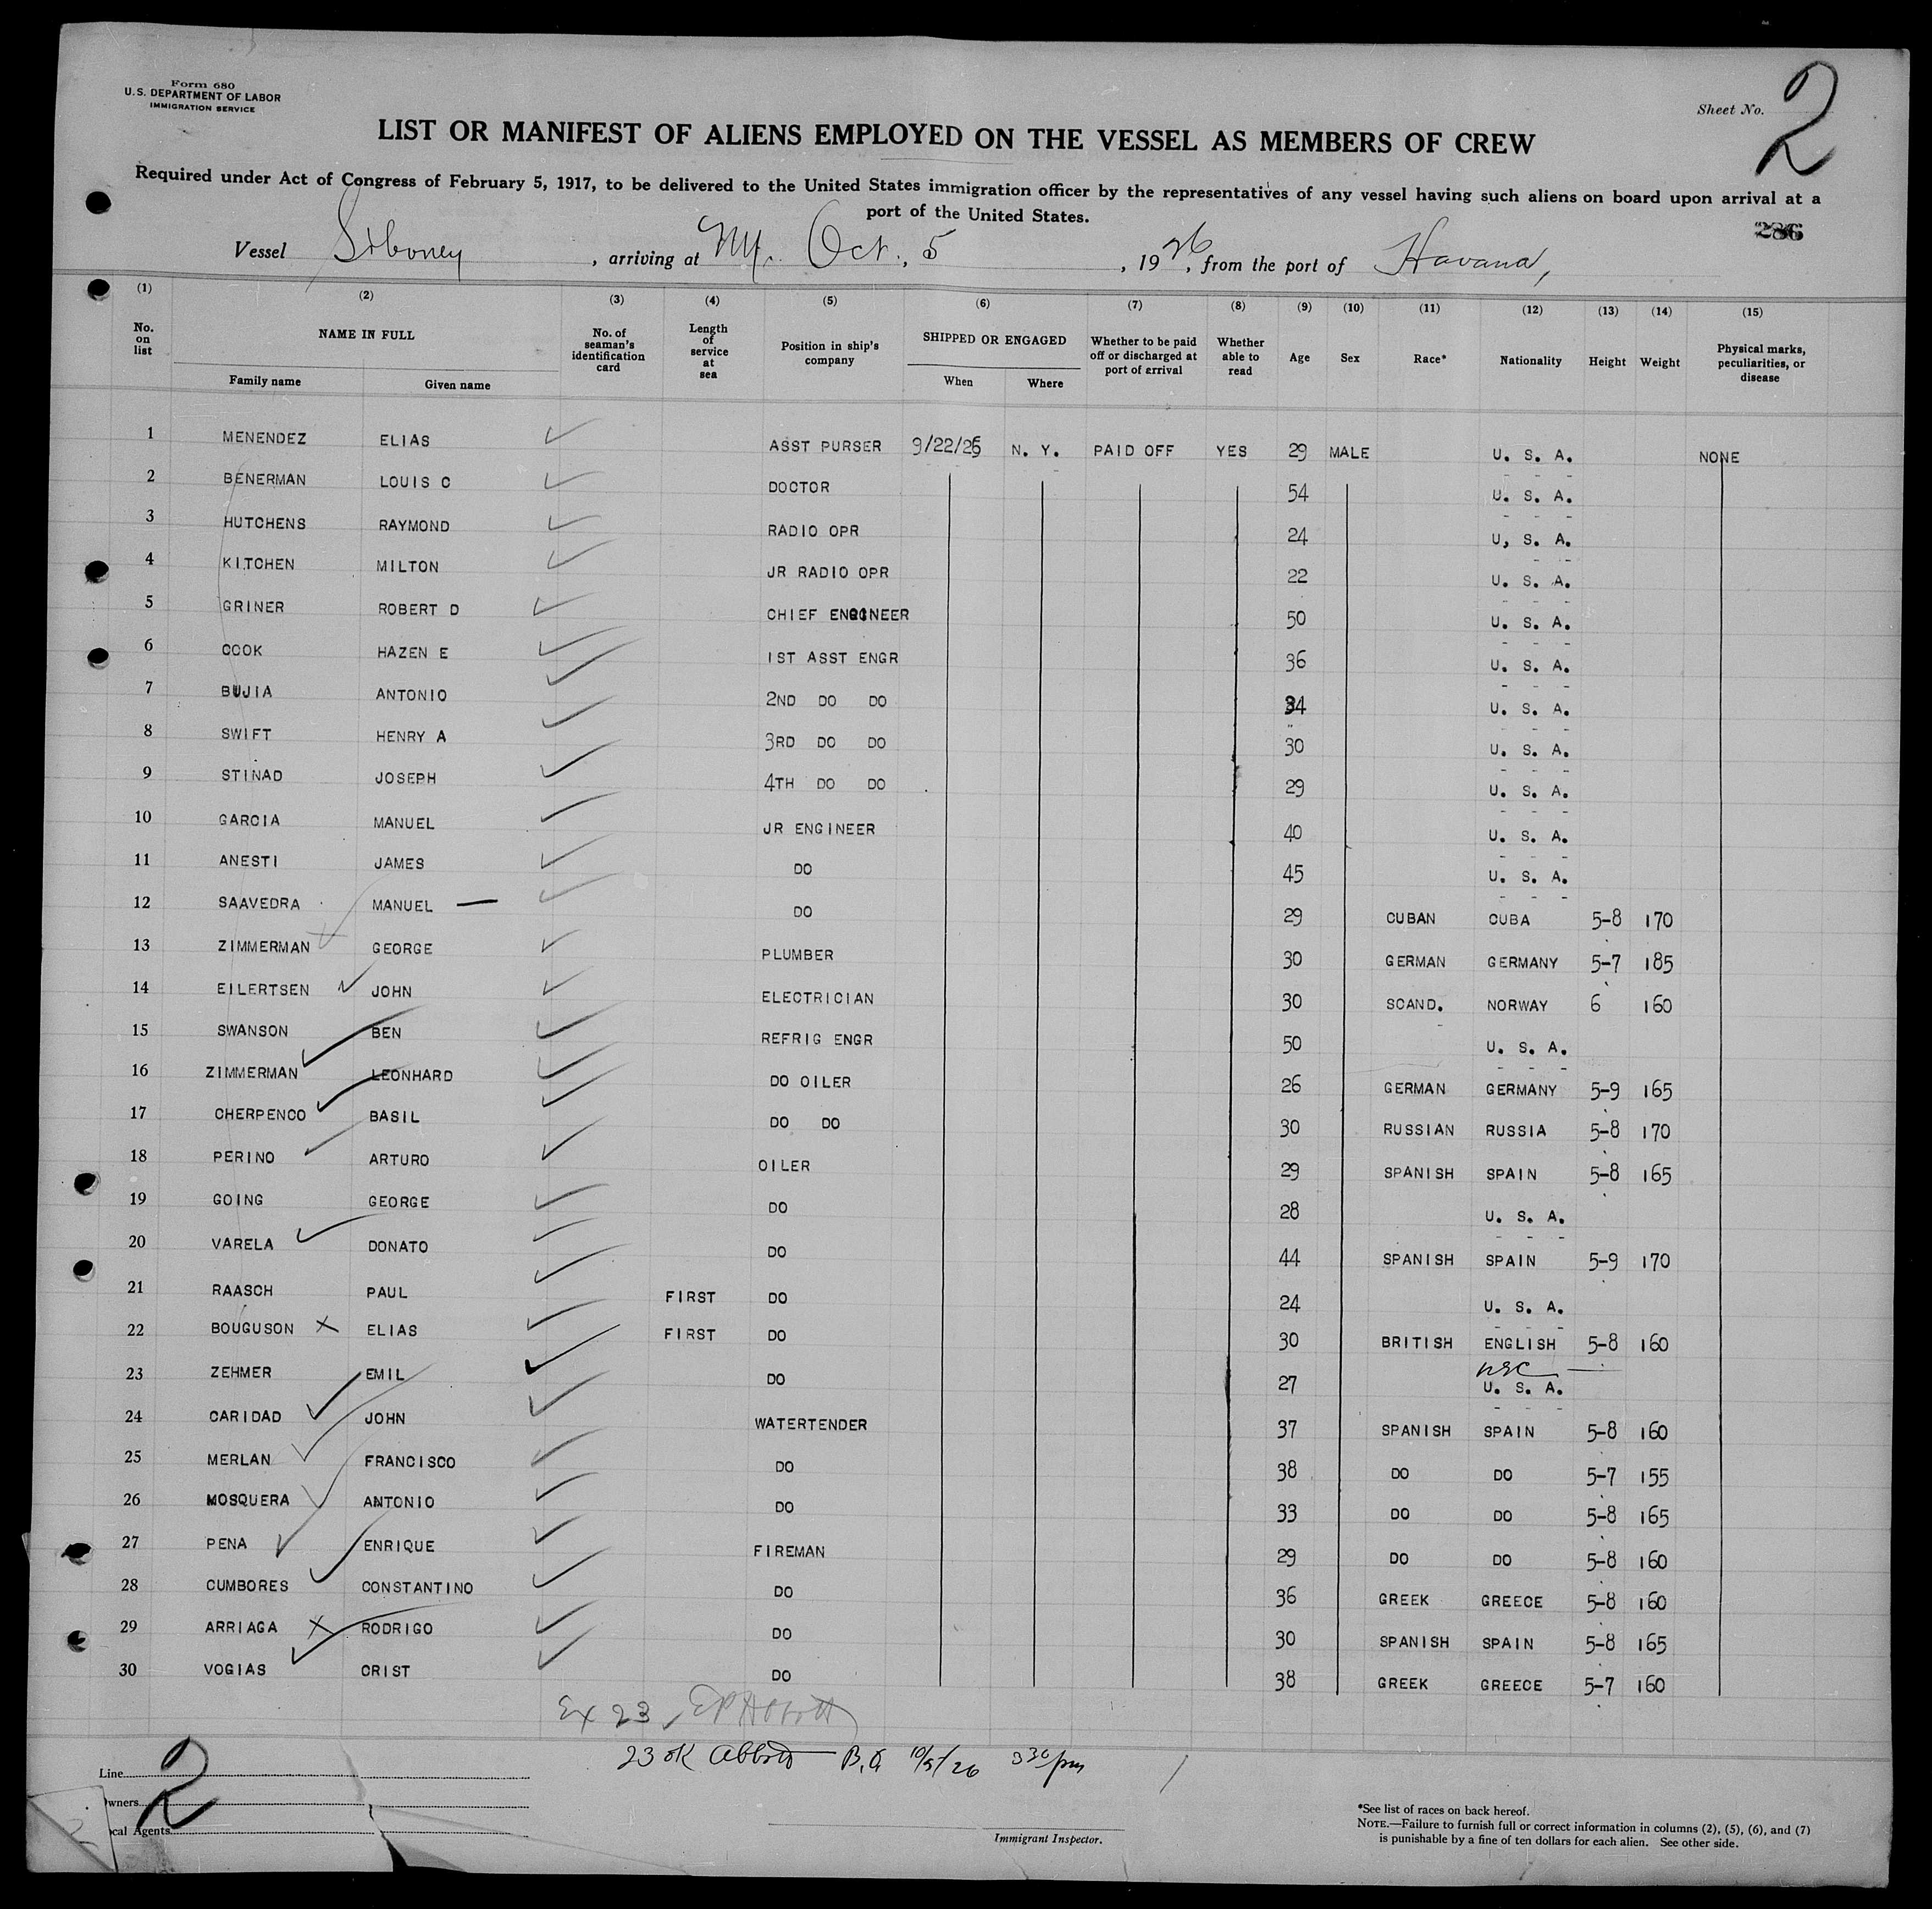 Form 680
U.S. DEPARTMENT OF LABOR
IMMIGRATION SERVICE
Sheet No. 2
LIST OR MANIFEST OF ALIENS EMPLOYED ON THE VESSEL AS MEMBERS OF CREW
Required under Act of Congress of February 5, 1917, to be delivered to the United States immigration officer by the representatives of any vessel having such aliens on board upon arrival at a
port of the United States.
286
Vessel Siboney, arriving at NY. Oct., 5, 1926, from the port of Havana,
(1) (2) (3) (4) (5) (6) (7) (8) (9) (10) (11) (12) (13) (14) (15)
No. on list NAME IN FULL Family name Given name No. of seaman's identification card Length of service at sea Position in ship's company SHIPPED OR ENGAGED When Where Whether to be paid off or discharged at port of arrival Whether able to read Age Sex Race* Nationality Height Weight Physical marks, peculiarities, or disease
1 MENENDEZ ELIAS ASST PURSER 9/22/26 N. Y. PAID OFF YES 29 MALE U. S. A. NONE
2 BENERMAN LOUIS C DOCTOR 54 U. S. A.
3 HUTCHENS RAYMOND RADIO OPR 24 U, S. A.
4 KITCHEN MILTON JR RADIO OPR 22 U. S. A.
5 GRINER ROBERT D CHIEF ENGINEER 50 U. S. A.
6 COOK HAZEN E 1ST ASST ENGR 36 U. S. A.
7 BUJIA ANTONIO 2ND DO DO 34 U. S. A.
8 SWIFT HENRY A 3RD DO DO 30 U. S. A.
9 STINAD JOSEPH 4TH DO DO 29 U. S. A.
10 GARCIA MANUEL JR ENGINEER 40 U. S. A.
11 ANESTI JAMES DO 45 U. S. A.
12 SAAVEDRA MANUEL — DO 29 CUBAN CUBA 5-8 170
13 ZIMMERMAN GEORGE PLUMBER 30 GERMAN GERMANY 5-7 185
14 EILERTSEN JOHN ELECTRICIAN 30 SCAND. NORWAY 6 160
15 SWANSON BEN REFRIG ENGR 50 U. S. A.
16 ZIMMERMAN LEONHARD DO OILER 26 GERMAN GERMANY 5-9 165
17 CHERPENCO BASIL DO DO 30 RUSSIAN RUSSIA 5-8 170
18 PERINO ARTURO OILER 29 SPANISH SPAIN 5-8 165
19 GOING GEORGE DO 28 U. S. A.
20 VARELA DONATO DO 44 SPANISH SPAIN 5-9 170
21 RAASCH PAUL FIRST DO 24 U. S. A.
22 BOUGUSON X ELIAS FIRST DO 30 BRITISH ENGLISH 5-8 160
23 ZEHMER EMIL DO 27 U. S. A.
24 CARIDAD JOHN WATERTENDER 37 SPANISH SPAIN 5-8 160
25 MERLAN FRANCISCO DO 38 DO DO 5-7 155
26 MOSQUERA ANTONIO DO 33 DO DO 5-8 165
27 PENA ENRIQUE FIREMAN 29 DO DO 5-8 160
28 CUMBORES CONSTANTINO DO 36 GREEK GREECE 5-8 160
29 ARRIAGA X RODRIGO DO 30 SPANISH SPAIN 5-8 165
30 VOGIAS CRIST DO 38 GREEK GREECE 5-7 160
Ex 23 EP Abbott
23 OK Abbott B.O 10/5/26 3 30 pm
Line
2
Owners
cal Agents
Immigrant Inspector.
*See list of races on back hereof.
NOTE.—Failure to furnish full or correct information in columns (2), (5), (6), and (7)
is punishable by a fine of ten dollars for each alien. See other side.